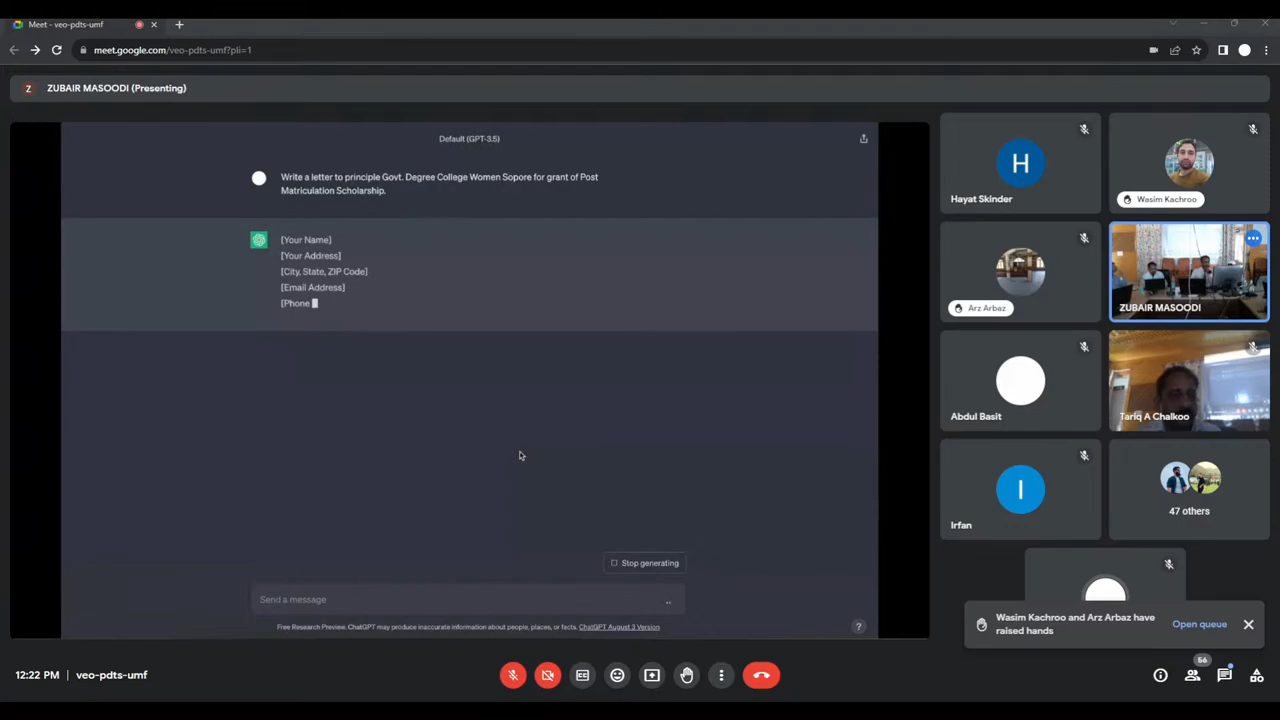 Meet - veo-pdts-umf
meet.google.com/veo-pdts-umf?pli=1
Z
ZUBAIR MASOODI (Presenting)
Default (GPT-3.5)
Write a letter to principle Govt. Degree College Women Sopore for grant of Post
Matriculation Scholarship.
[Your Name]
[Your Address]
[City, State, ZIP Code]
[Email Address]
[Phone
Stop generating
Send a message
Free Research Preview. ChatGPT may produce inaccurate information about people, places, or facts. ChatGPT August 3 Version
?
H
Hayat Skinder
Wasim Kachroo
Arz Arbaz
ZUBAIR MASOODI
Abdul Basit
Tariq A Chalkoo
I
Irfan
47 others
Wasim Kachroo and Arz Arbaz have
raised hands
Open queue
12:22 PM | veo-pdts-umf
56